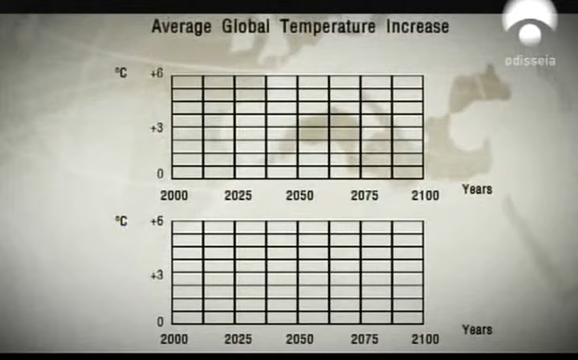 Average Global Temperature Increase
odisseia
ºC +6
+3
0
2000 2025 2050 2075 2100 Years
ºC +6
+3
0
2000 2025 2050 2075 2100 Years